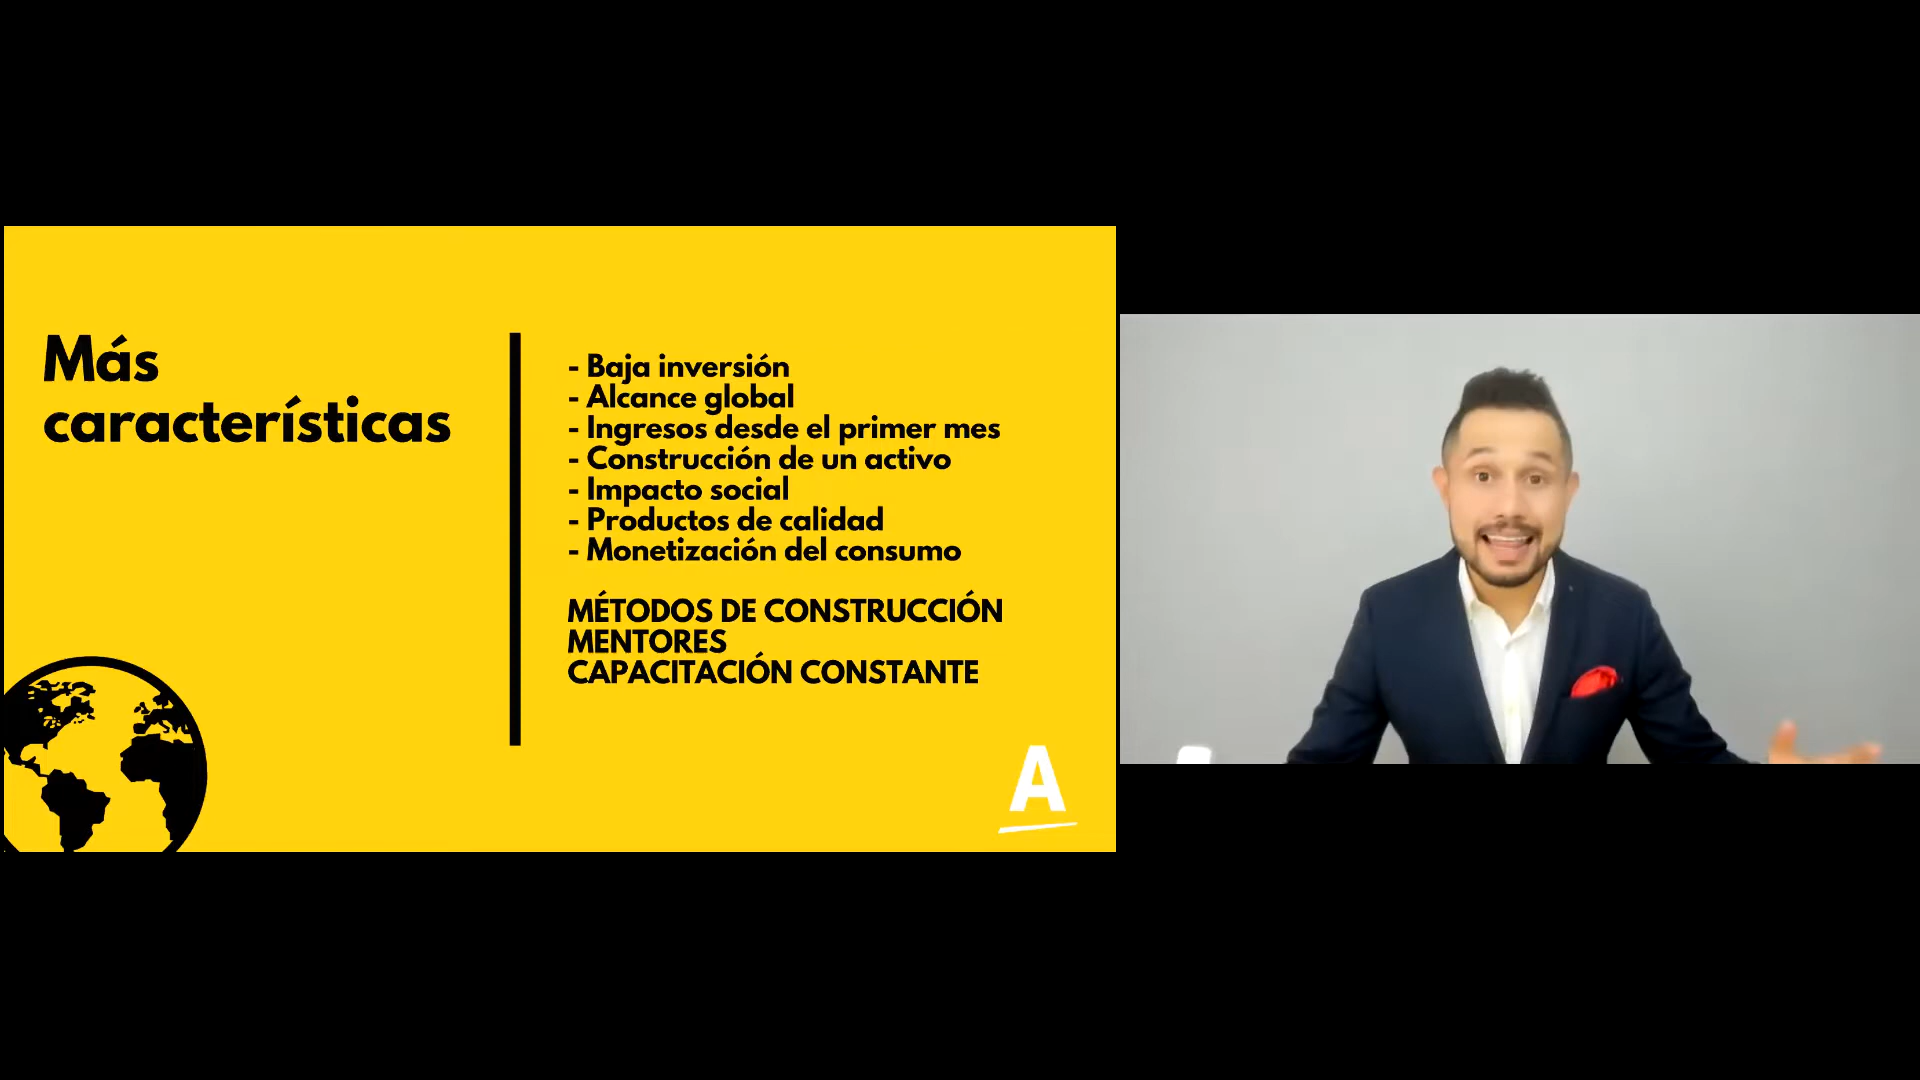 Más
características
- Baja inversión
- Alcance global
- Ingresos desde el primer mes
- Construcción de un activo
- Impacto social
- Productos de calidad
- Monetización del consumo
MÉTODOS DE CONSTRUCCIÓN
MENTORES
CAPACITACIÓN CONSTANTE
A